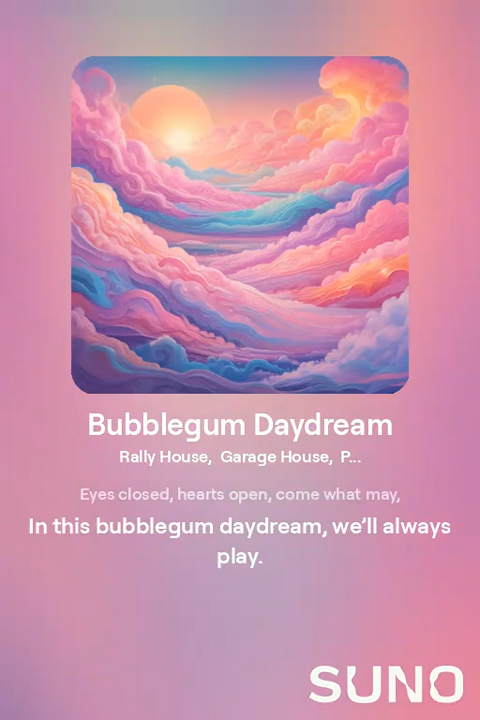 Bubblegum Daydream
Rally House,  Garage House,  P...
Eyes closed, hearts open, come what may,
In this bubblegum daydream, we’ll always
play.
SUNO